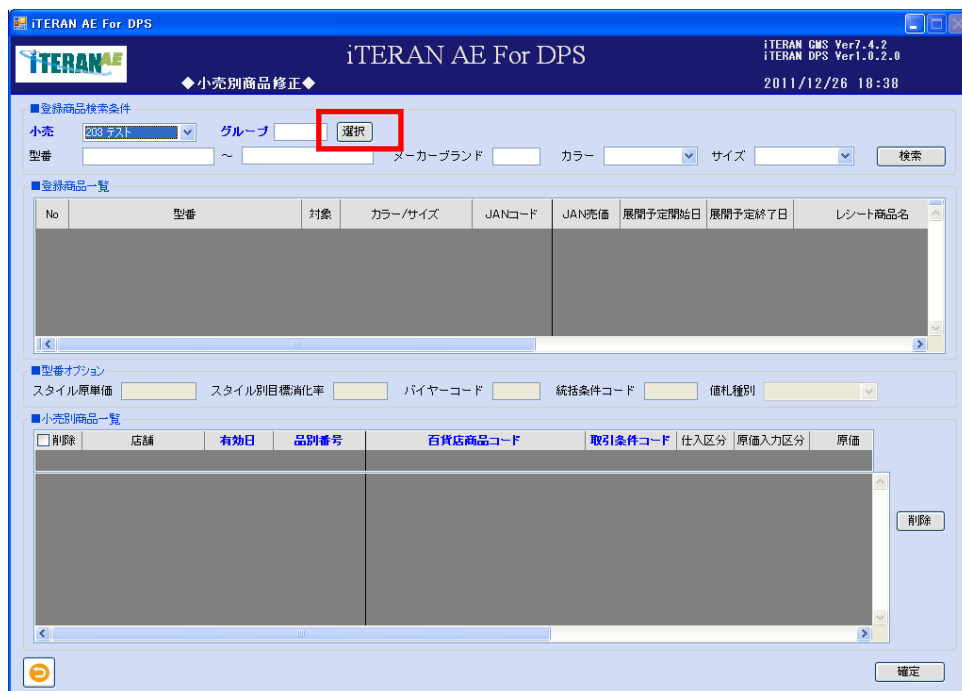 iTERAN AE For DPS
iTERAN AE
iTERAN AE For DPS
iTERAN GMS Ver7.4.2
iTERAN DPS Ver1.0.2.0
◆小売別商品修正◆
2011/12/26 18:38
■登録商品検索条件
小売 203 テスト グループ 選択
型番 ～ メーカーブランド カラー サイズ 検索
■登録商品一覧
No 型番 対象 カラー/サイズ JANコード JAN売価 展開予定開始日 展開予定終了日 レシート商品名
■型番オプション
スタイル原単価 スタイル別目標消化率 バイヤーコード 統括条件コード 値札種別
■小売別商品一覧
削除 店舗 有効日 品別番号 百貨店商品コード 取引条件コード 仕入区分 原価入力区分 原価
削除
確定